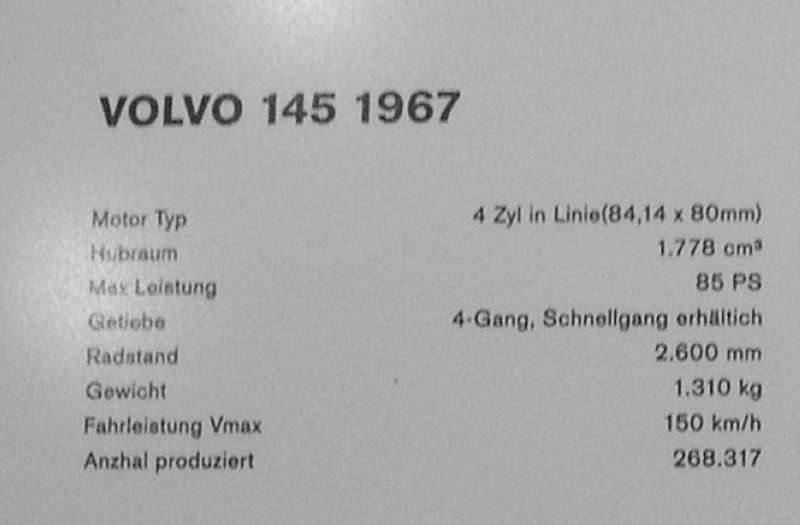 VOLVO 145 1967
Motor Typ 4 Zyl in Linie(84,14 x 80mm)
Hubraum 1.778 cm³
Max Leistung 85 PS
Getiebe 4-Gang, Schnellgang erhältich
Radstand 2.600 mm
Gewicht 1.310 kg
Fahrleistung Vmax 150 km/h
Anzhal produziert 268.317